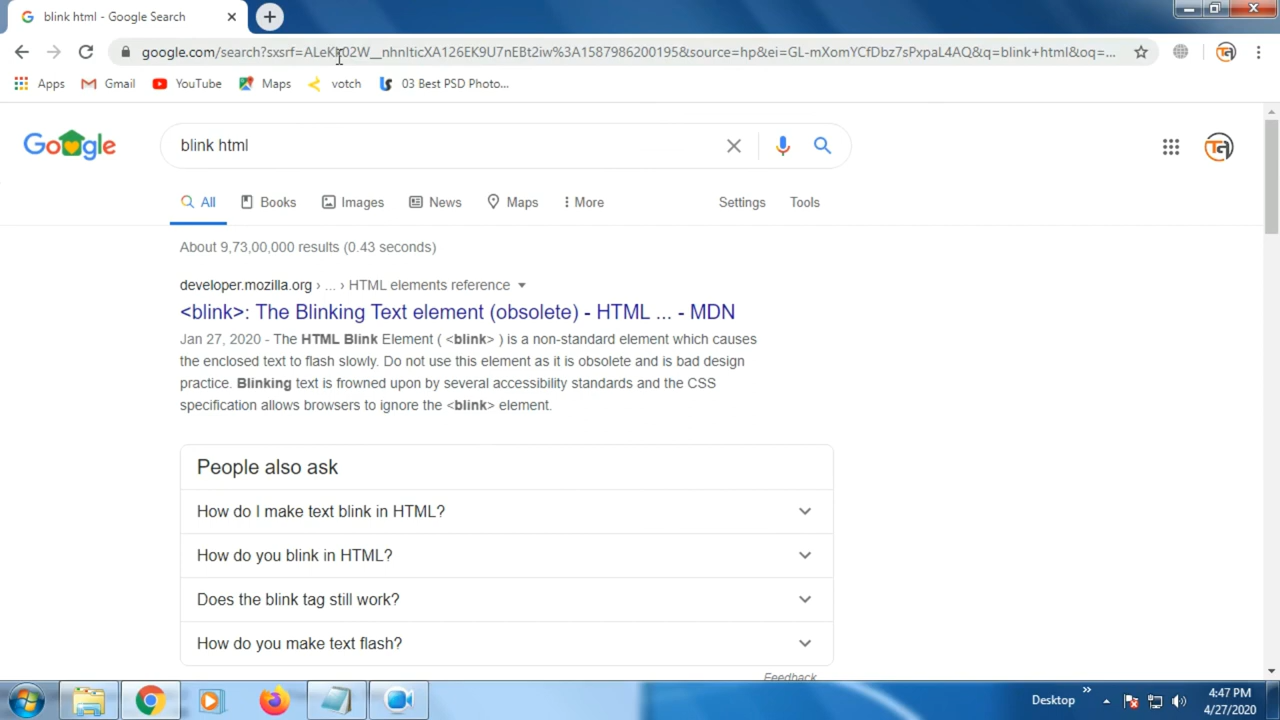 blink html - Google Search
google.com/search?sxsrf=ALeKk02W__nhnIticXA126EK9U7nEBt2iw%3A1587986200195&source=hp&ei=GL-mXomYCfDbz7sPxpaL4AQ&q=blink+html&oq=...
Apps Gmail YouTube Maps votch 03 Best PSD Photo...
Google blink html
All Books Images News Maps More Settings Tools
About 9,73,00,000 results (0.43 seconds)
developer.mozilla.org › ... › HTML elements reference
<blink>: The Blinking Text element (obsolete) - HTML ... - MDN
Jan 27, 2020 - The HTML Blink Element ( <blink> ) is a non-standard element which causes
the enclosed text to flash slowly. Do not use this element as it is obsolete and is bad design
practice. Blinking text is frowned upon by several accessibility standards and the CSS
specification allows browsers to ignore the <blink> element.
People also ask
How do I make text blink in HTML?
How do you blink in HTML?
Does the blink tag still work?
How do you make text flash?
Feedback
Desktop
4:47 PM
4/27/2020